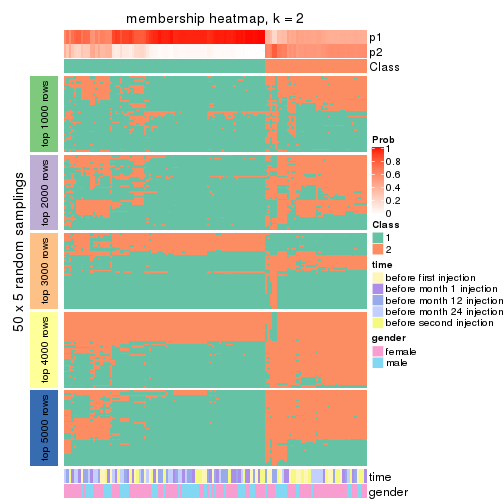 membership heatmap, k = 2
p1
p2
Class
50 x 5 random samplings
top 1000 rows
top 2000 rows
top 3000 rows
top 4000 rows
top 5000 rows
Prob
1
0.8
0.6
0.4
0.2
0
Class
1
2
time
before first injection
before month 1 injection
before month 12 injection
before month 24 injection
before second injection
gender
female
male
time
gender